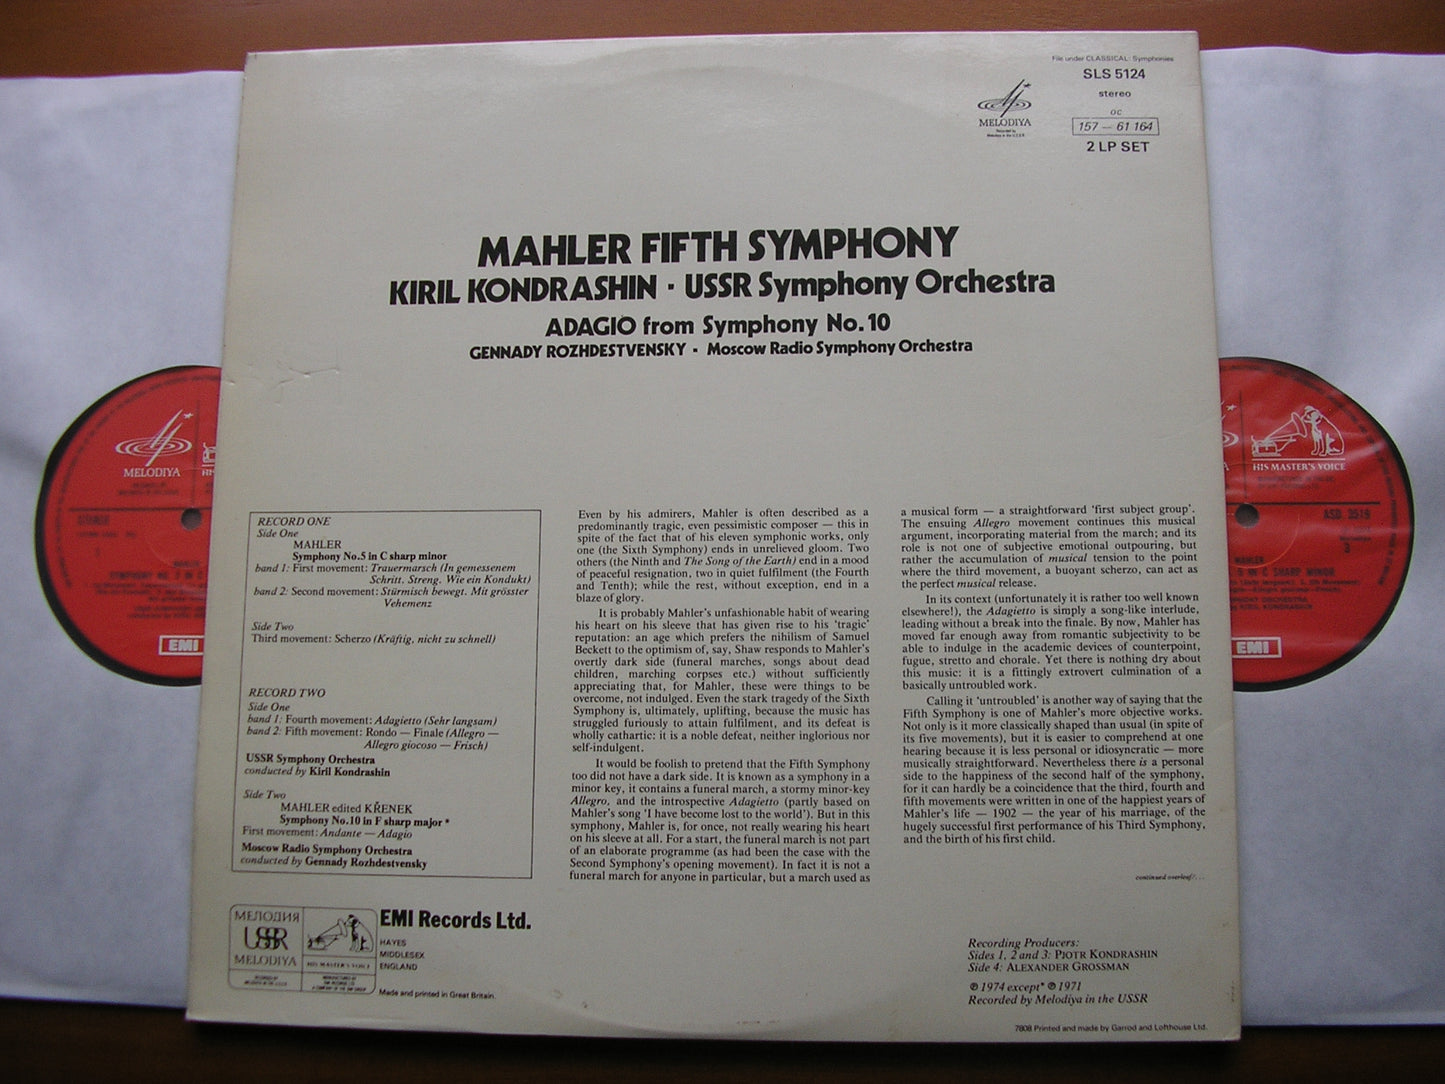 File under CLASSICAL: Symphonies
SLS 5124
stereo
OC
157 — 61 164
2 LP SET
MELODIYA
Recorded by
Melodiya in the U.S.S.R.
MAHLER FIFTH SYMPHONY
KIRIL KONDRASHIN · USSR Symphony Orchestra
ADAGIO from Symphony No. 10
GENNADY ROZHDESTVENSKY · Moscow Radio Symphony Orchestra
RECORD ONE
Side One
MAHLER
Symphony No.5 in C sharp minor
band 1: First movement: Trauermarsch (In gemessenem
Schritt. Streng. Wie ein Kondukt)
band 2: Second movement: Stürmisch bewegt. Mit grösster
Vehemenz
Side Two
Third movement: Scherzo (Kräftig, nicht zu schnell)
RECORD TWO
Side One
band 1: Fourth movement: Adagietto (Sehr langsam)
band 2: Fifth movement: Rondo — Finale (Allegro —
Allegro giocoso — Frisch)
USSR Symphony Orchestra
conducted by Kiril Kondrashin
Side Two
MAHLER edited KŘENEK
Symphony No.10 in F sharp major *
First movement: Andante — Adagio
Moscow Radio Symphony Orchestra
conducted by Gennady Rozhdestvensky
Even by his admirers, Mahler is often described as a
predominantly tragic, even pessimistic composer — this in
spite of the fact that of his eleven symphonic works, only
one (the Sixth Symphony) ends in unrelieved gloom. Two
others (the Ninth and The Song of the Earth) end in a
mood of peaceful resignation, two in quiet fulfilment (the Fourth
and Tenth); while the rest, without exception, end in a
blaze of glory.
It is probably Mahler's unfashionable habit of wearing
his heart on his sleeve that has given rise to his 'tragic'
reputation: an age which prefers the nihilism of Samuel
Beckett to the optimism of, say, Shaw responds to Mahler's
overtly dark side (funeral marches, songs about dead
children, marching corpses etc.) without sufficiently
appreciating that, for Mahler, these were things to be
overcome, not indulged. Even the stark tragedy of the Sixth
Symphony is, ultimately, uplifting, because the music has
struggled furiously to attain fulfilment, and its defeat is
wholly cathartic: it is a noble defeat, neither inglorious nor
self-indulgent.
It would be foolish to pretend that the Fifth Symphony
too did not have a dark side. It is known as a symphony in a
minor key, it contains a funeral march, a stormy minor-key
Allegro, and the introspective Adagietto (partly based on
Mahler's song 'I have become lost to the world'). But in this
symphony, Mahler is, for once, not really wearing his heart
on his sleeve at all. For a start, the funeral march is not part
of an elaborate programme (as had been the case with the
Second Symphony's opening movement). In fact it is not a
funeral march for anyone in particular, but a march used as
a musical form — a straightforward 'first subject group'.
The ensuing Allegro movement continues this musical
argument, incorporating material from the march; and its
role is not one of subjective emotional outpouring, but
rather the accumulation of musical tension to the point
where the third movement, a buoyant scherzo, can act as
the perfect musical release.
In its context (unfortunately it is rather too well known
elsewhere!), the Adagietto is simply a song-like interlude,
leading without a break into the finale. By now, Mahler has
moved far enough away from romantic subjectivity to be
able to indulge in the academic devices of counterpoint,
fugue, stretto and chorale. Yet there is nothing dry about
this music: it is a fittingly extrovert culmination of a
basically untroubled work.
Calling it 'untroubled' is another way of saying that the
Fifth Symphony is one of Mahler's more objective works.
Not only is it more classically shaped than usual (in spite of
its five movements), but it is easier to comprehend at one
hearing because it is less personal or idiosyncratic — more
musically straightforward. Nevertheless there is a personal
side to the happiness of the second half of the symphony,
for it can hardly be a coincidence that the third, fourth and
fifth movements were written in one of the happiest years of
Mahler's life — 1902 — the year of his marriage, of the
hugely successful first performance of his Third Symphony,
and the birth of his first child.
continued overleaf/...
МЕЛОДИЯ
USSR
MELODIYA
HIS MASTER'S VOICE
EMI Records Ltd.
HAYES
MIDDLESEX
ENGLAND
Made and printed in Great Britain.
Recording Producers:
Sides 1, 2 and 3: PIOTR KONDRASHIN
Side 4: ALEXANDER GROSSMAN
℗ 1974 except* ℗ 1971
Recorded by Melodiya in the USSR
7808 Printed and made by Garrod and Lofthouse Ltd.
MELODIYA
HIS
STEREO
MAHLER
EMI
HIS MASTER'S VOICE
ASD 3519
3
MAHLER
5 IN C SHARP MINOR
EMI